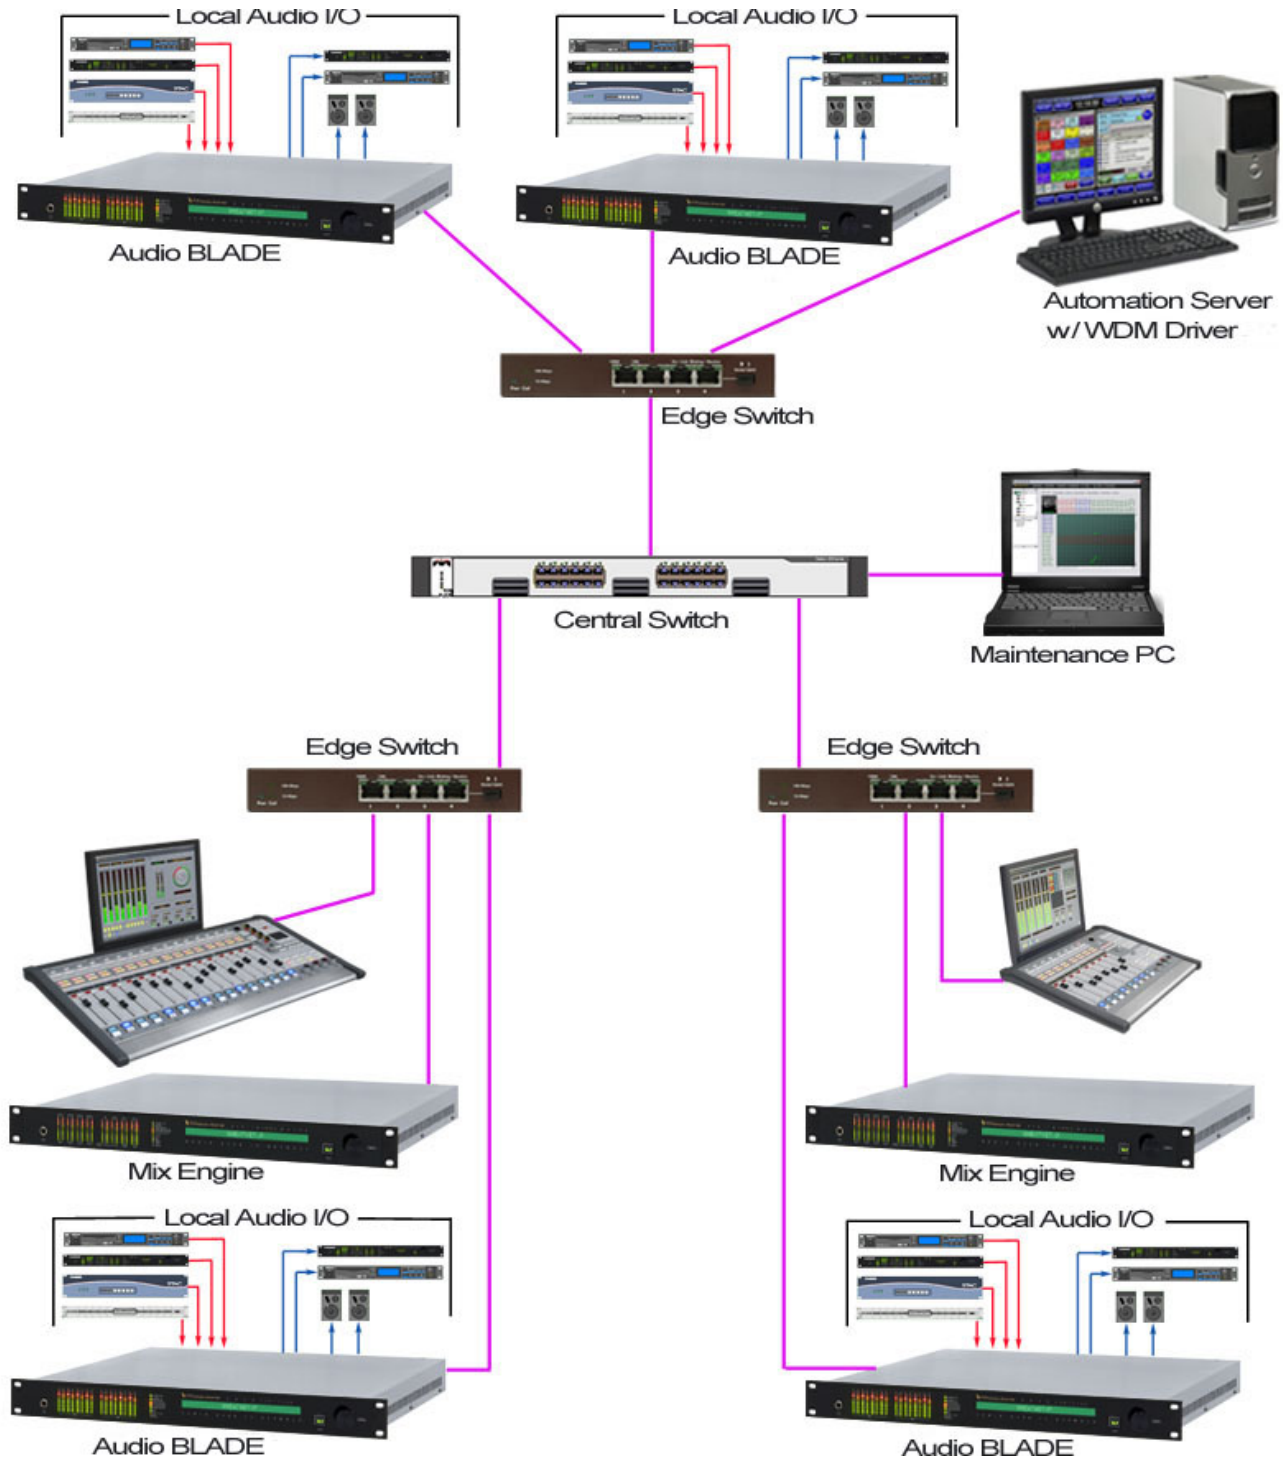 Local Audio I/O
Local Audio I/O
Audio BLADE
Audio BLADE
Automation Server
w/ WDM Driver
Edge Switch
Central Switch
Maintenance PC
Edge Switch
Edge Switch
Mix Engine
Mix Engine
Local Audio I/O
Local Audio I/O
Audio BLADE
Audio BLADE